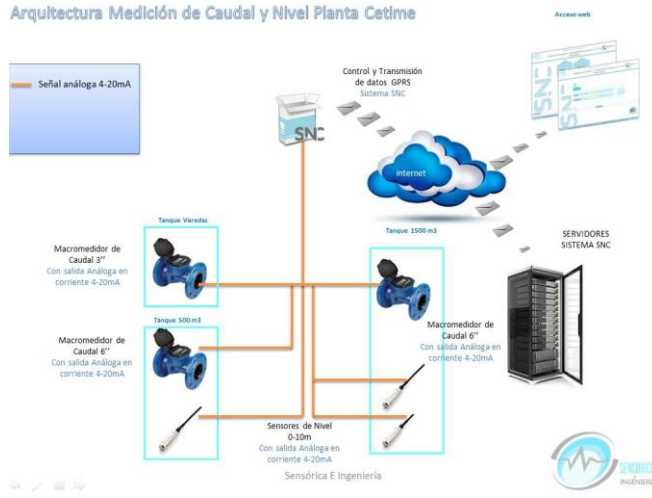 Arquitectura Medición de Caudal y Nivel Planta Cetime
Acceso web
Señal análoga 4-20mA
Control y Transmisión
de datos GPRS
Sistema SNC
SNC
SNC
SNC
internet
Tanque Veredas
Tanque 1500 m3
SERVIDORES
SISTEMA SNC
Macromedidor de
Caudal 3''
Con salida Análoga en
corriente 4-20mA
Tanque 500 m3
Macromedidor de
Caudal 6''
Con salida Análoga en
corriente 4-20mA
Macromedidor de
Caudal 6''
Con salida Análoga en
corriente 4-20mA
Sensores de Nivel
0-10m
Con salida Análoga en
corriente 4-20mA
Sensórica E Ingeniería